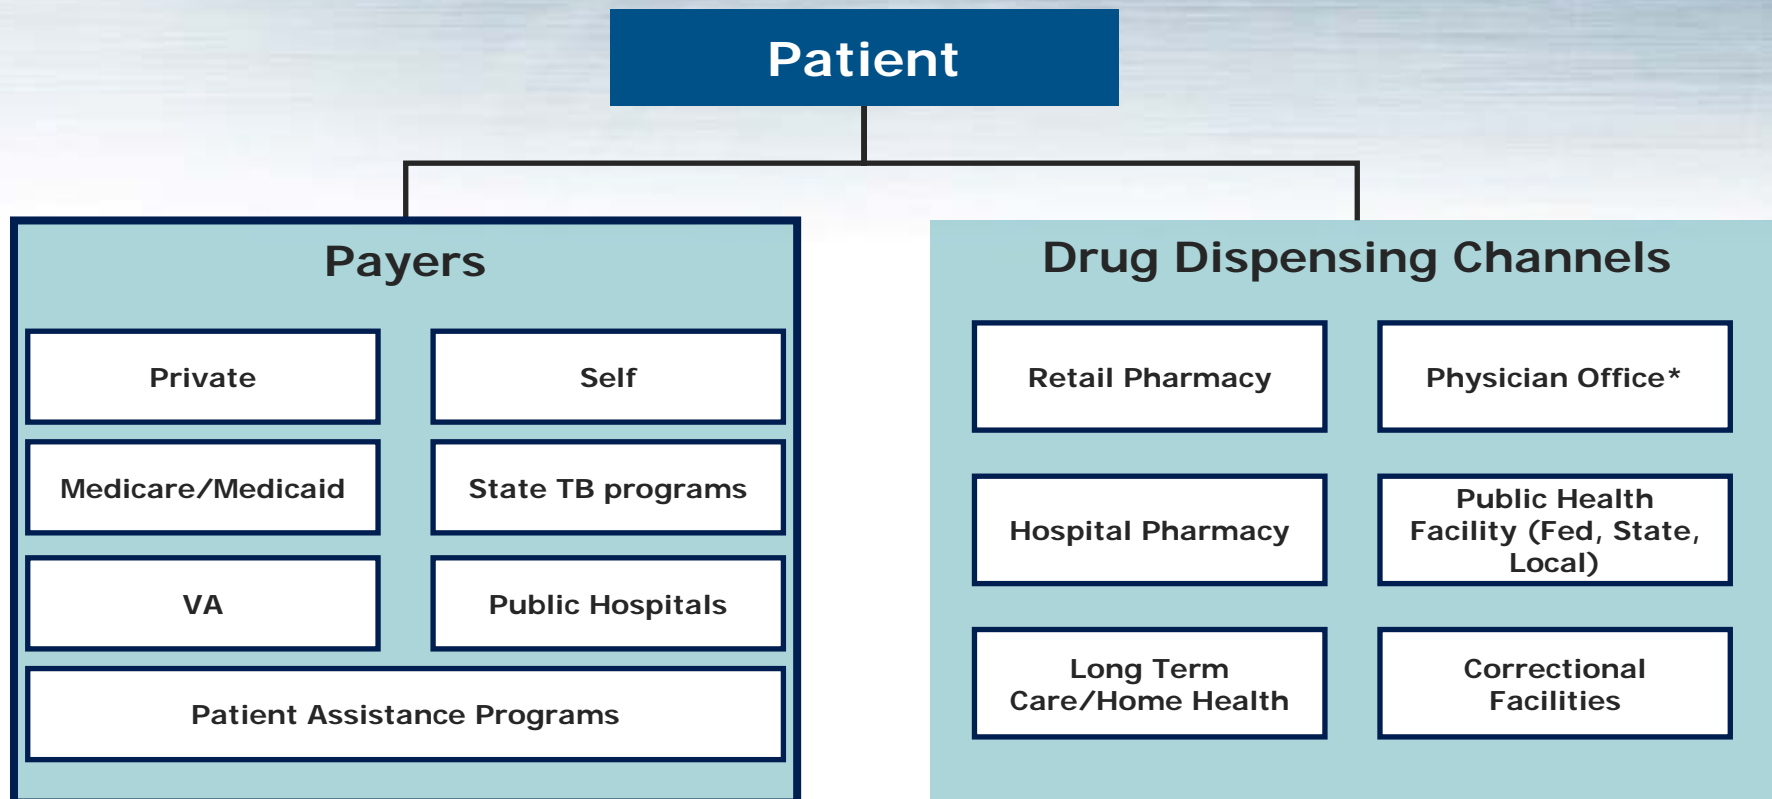 Patient
Payers
Private
Self
Medicare/Medicaid
State TB programs
VA
Public Hospitals
Patient Assistance Programs
Drug Dispensing Channels
Retail Pharmacy
Physician Office*
Hospital Pharmacy
Public Health
Facility (Fed, State,
Local)
Long Term
Care/Home Health
Correctional
Facilities